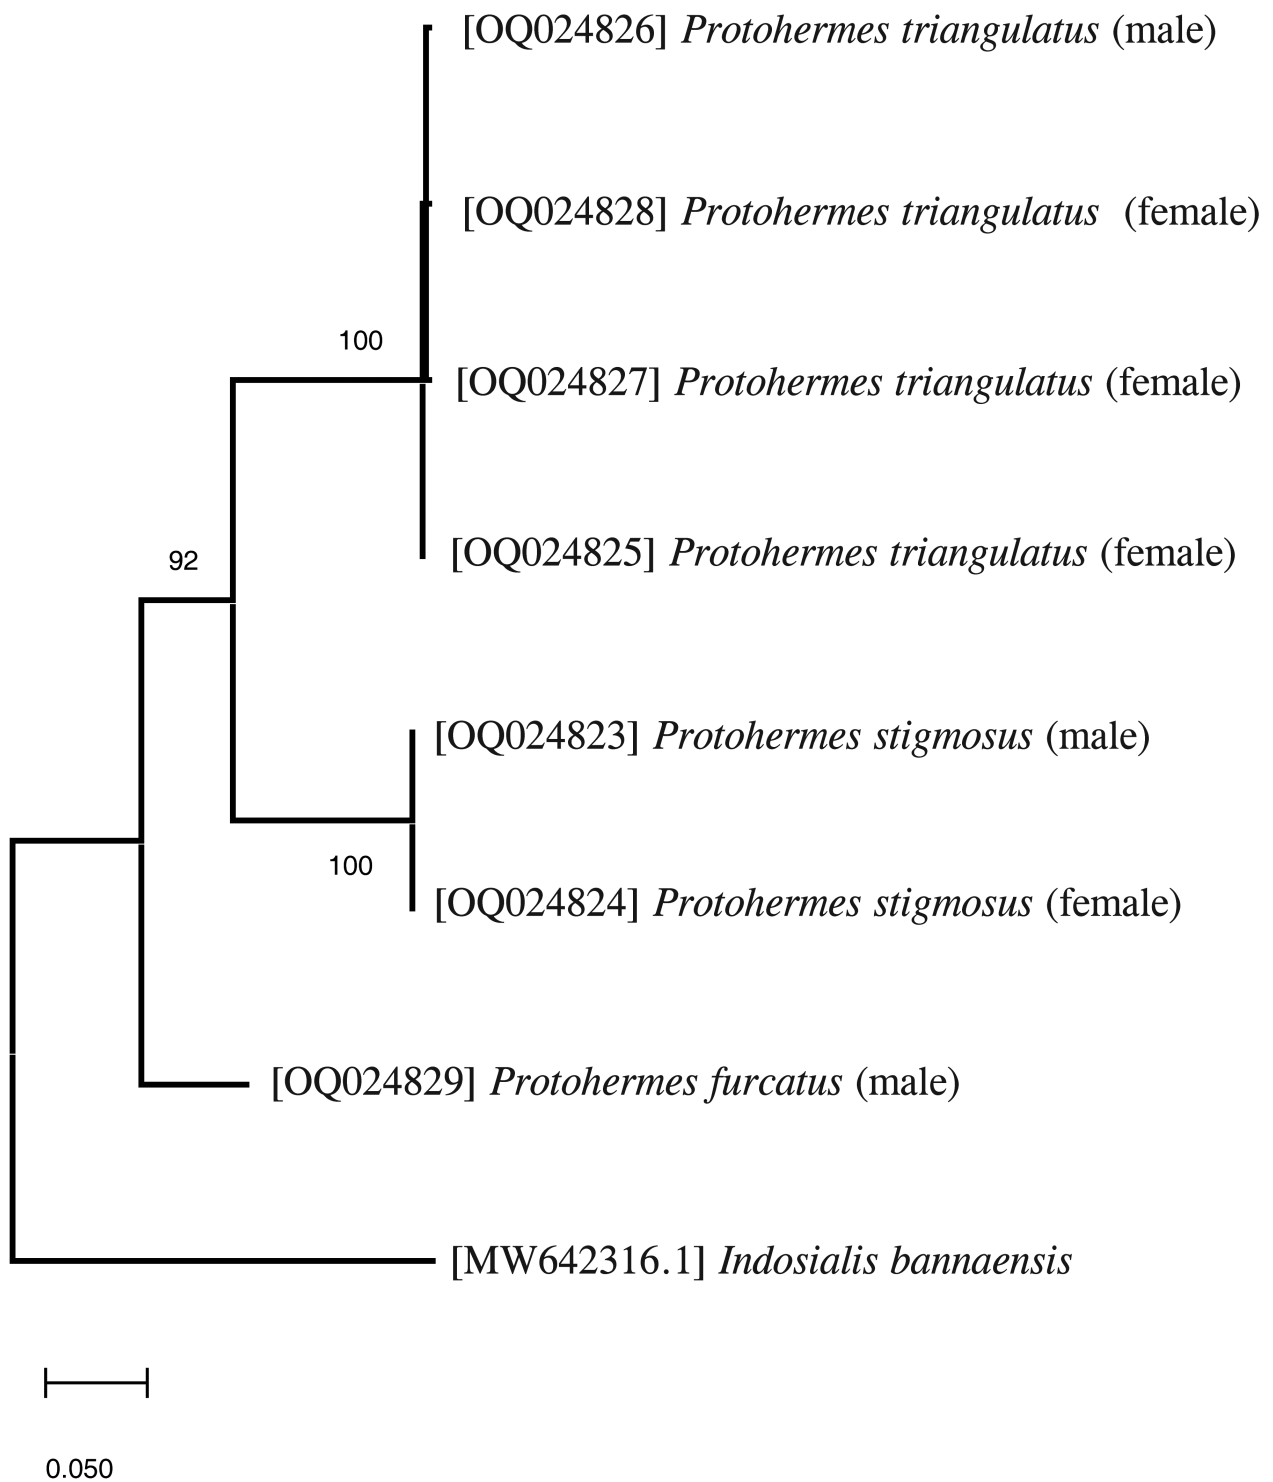 [OQ024826] Protohermes triangulatus (male)
[OQ024828] Protohermes triangulatus (female)
100
[OQ024827] Protohermes triangulatus (female)
[OQ024825] Protohermes triangulatus (female)
92
[OQ024823] Protohermes stigmosus (male)
100
[OQ024824] Protohermes stigmosus (female)
[OQ024829] Protohermes furcatus (male)
[MW642316.1] Indosialis bannaensis
0.050